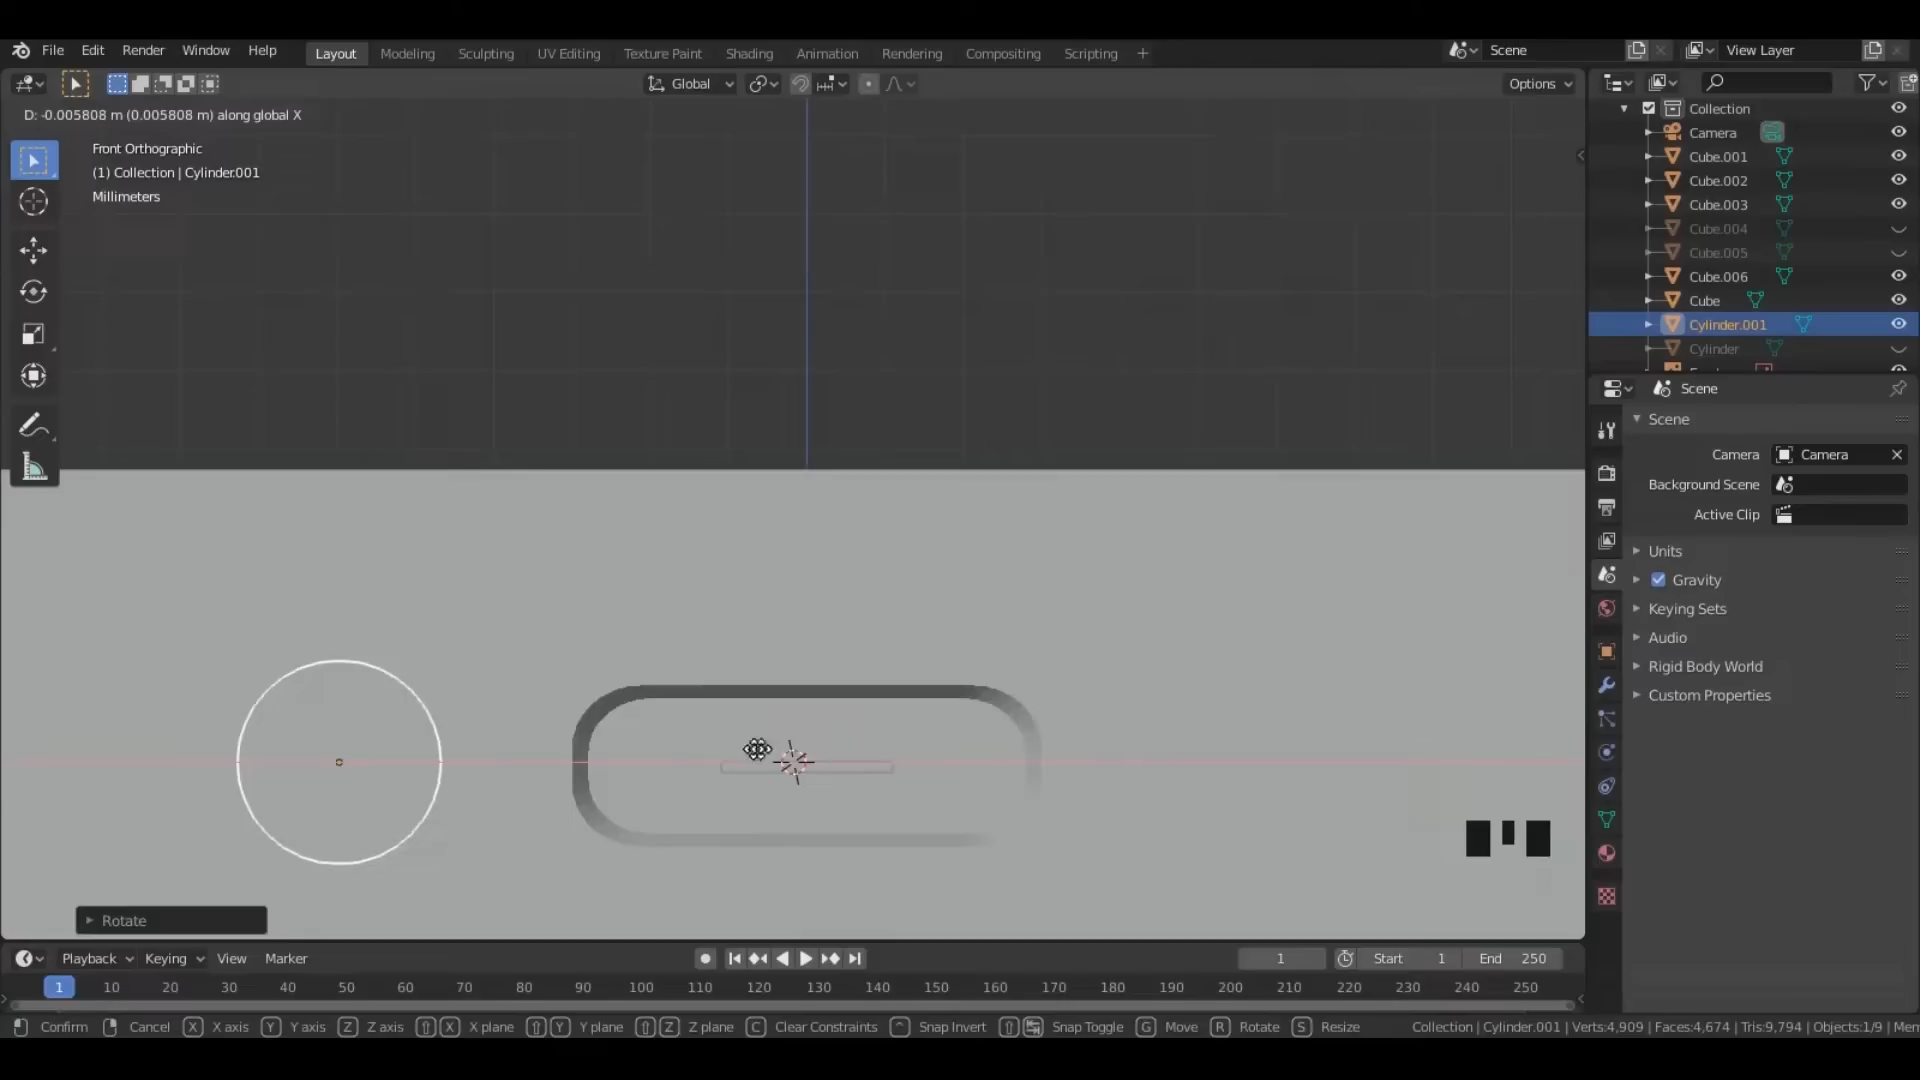 File Edit Render Window Help Layout Modeling Sculpting UV Editing Texture Paint Shading Animation Rendering Compositing Scripting + Scene View Layer
Global Options
D: -0.005808 m (0.005808 m) along global X
Front Orthographic
(1) Collection | Cylinder.001
Millimeters
Collection
Camera
Cube.001
Cube.002
Cube.003
Cube.004
Cube.005
Cube.006
Cube
Cylinder.001
Cylinder
Scene
Scene
Camera Camera
Background Scene
Active Clip
Units
Gravity
Keying Sets
Audio
Rigid Body World
Custom Properties
Rotate
Playback Keying View Marker 1 Start 1 End 250
1 10 20 30 40 50 60 70 80 90 100 110 120 130 140 150 160 170 180 190 200 210 220 230 240 250
Confirm Cancel X X axis Y Y axis Z Z axis X X plane Y Y plane Z Z plane C Clear Constraints ^ Snap Invert Snap Toggle G Move R Rotate S Resize Collection | Cylinder.001 | Verts:4,909 | Faces:4,674 | Tris:9,794 | Objects:1/9 | Mem